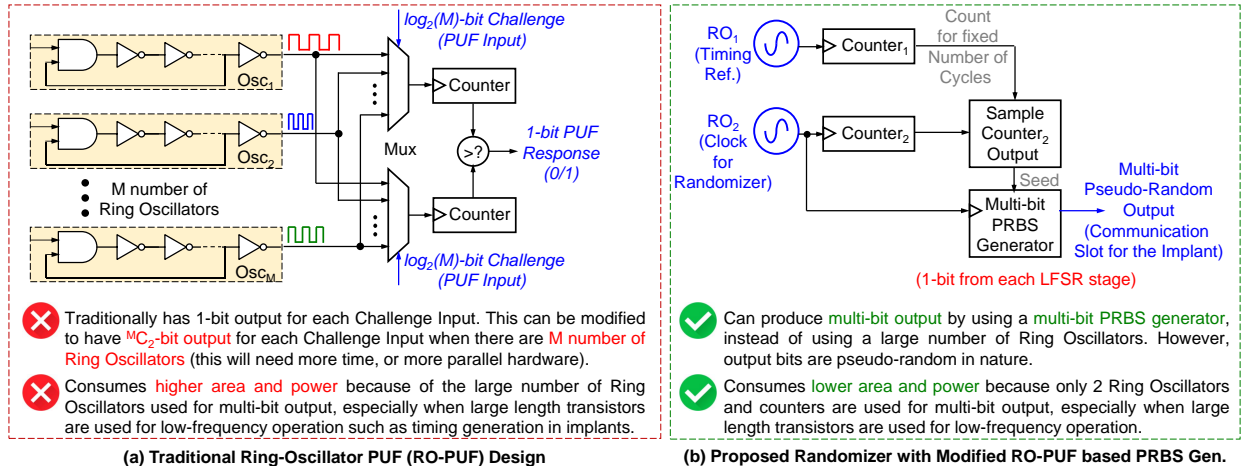 log2(M)-bit Challenge
(PUF Input)
Osc1
Counter
Osc2
Mux
>?
1-bit PUF
Response
(0/1)
M number of
Ring Oscillators
Counter
OscM
log2(M)-bit Challenge
(PUF Input)
Traditionally has 1-bit output for each Challenge Input. This can be modified
to have ᴹC2-bit output for each Challenge Input when there are M number of
Ring Oscillators (this will need more time, or more parallel hardware).
Consumes higher area and power because of the large number of Ring
Oscillators used for multi-bit output, especially when large length transistors
are used for low-frequency operation such as timing generation in implants.
(a) Traditional Ring-Oscillator PUF (RO-PUF) Design
RO1
(Timing
Ref.)
Counter1
Count
for fixed
Number of
Cycles
RO2
(Clock for
Randomizer)
Counter2
Sample
Counter2
Output
Seed
Multi-bit
PRBS
Generator
Multi-bit
Pseudo-Random
Output
(Communication
Slot for the Implant)
(1-bit from each LFSR stage)
Can produce multi-bit output by using a multi-bit PRBS generator,
instead of using a large number of Ring Oscillators. However,
output bits are pseudo-random in nature.
Consumes lower area and power because only 2 Ring Oscillators
and counters are used for multi-bit output, especially when large
length transistors are used for low-frequency operation.
(b) Proposed Randomizer with Modified RO-PUF based PRBS Gen.